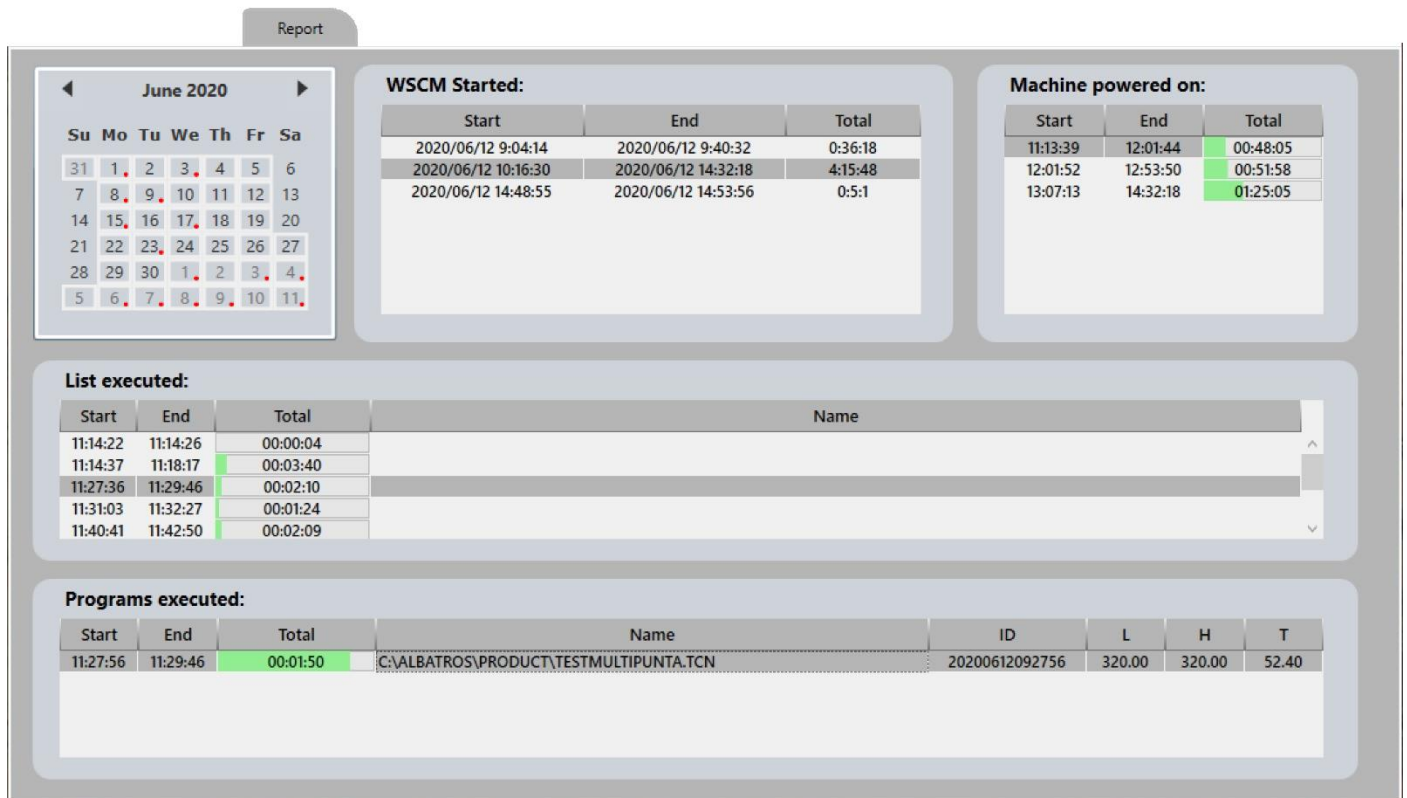 Report
June 2020
Su Mo Tu We Th Fr Sa
31 1 2 3 4 5 6
7 8 9 10 11 12 13
14 15 16 17 18 19 20
21 22 23 24 25 26 27
28 29 30 1 2 3 4
5 6 7 8 9 10 11
WSCM Started:
Start End Total
2020/06/12 9:04:14 2020/06/12 9:40:32 0:36:18
2020/06/12 10:16:30 2020/06/12 14:32:18 4:15:48
2020/06/12 14:48:55 2020/06/12 14:53:56 0:5:1
Machine powered on:
Start End Total
11:13:39 12:01:44 00:48:05
12:01:52 12:53:50 00:51:58
13:07:13 14:32:18 01:25:05
List executed:
Start End Total Name
11:14:22 11:14:26 00:00:04
11:14:37 11:18:17 00:03:40
11:27:36 11:29:46 00:02:10
11:31:03 11:32:27 00:01:24
11:40:41 11:42:50 00:02:09
Programs executed:
Start End Total Name ID L H T
11:27:56 11:29:46 00:01:50 C:\ALBATROS\PRODUCT\TESTMULTIPUNTA.TCN 20200612092756 320.00 320.00 52.40